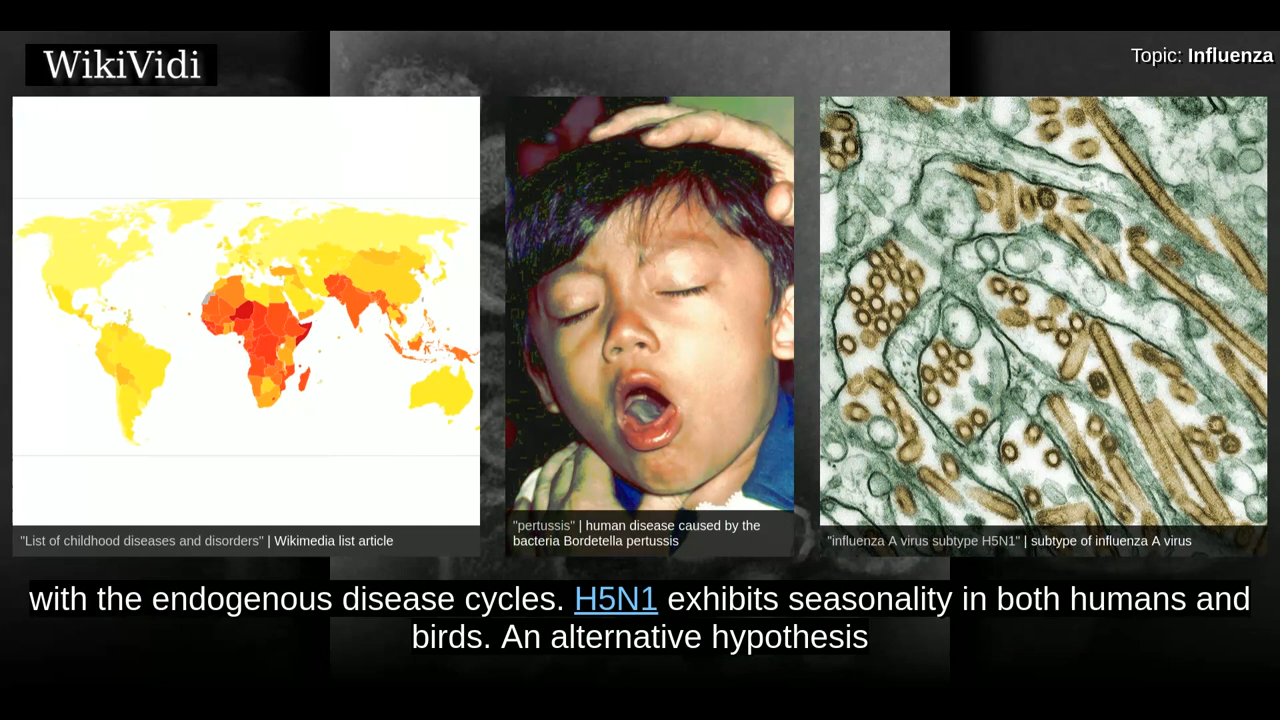 WikiVidi
Topic: Influenza
"List of childhood diseases and disorders" | Wikimedia list article
"pertussis" | human disease caused by the
bacteria Bordetella pertussis
"influenza A virus subtype H5N1" | subtype of influenza A virus
with the endogenous disease cycles. H5N1 exhibits seasonality in both humans and
birds. An alternative hypothesis